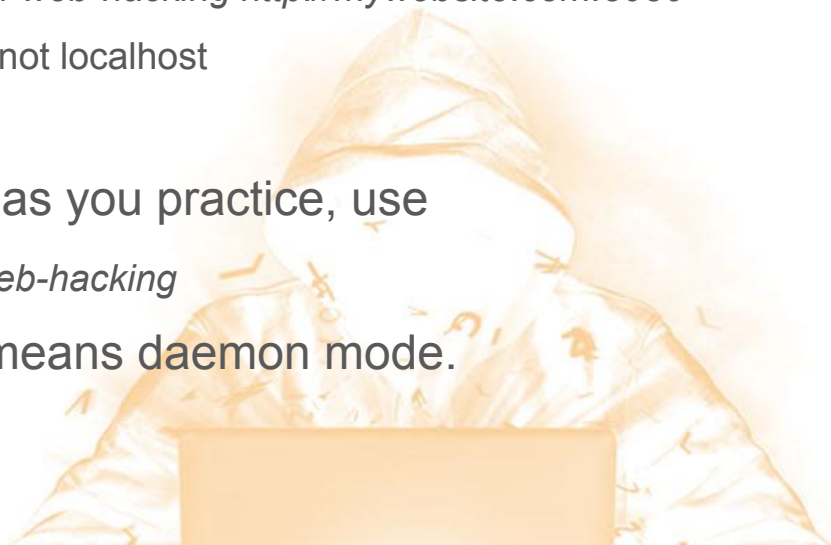 not localhost
as you practice, use
eb-hacking
means daemon mode.